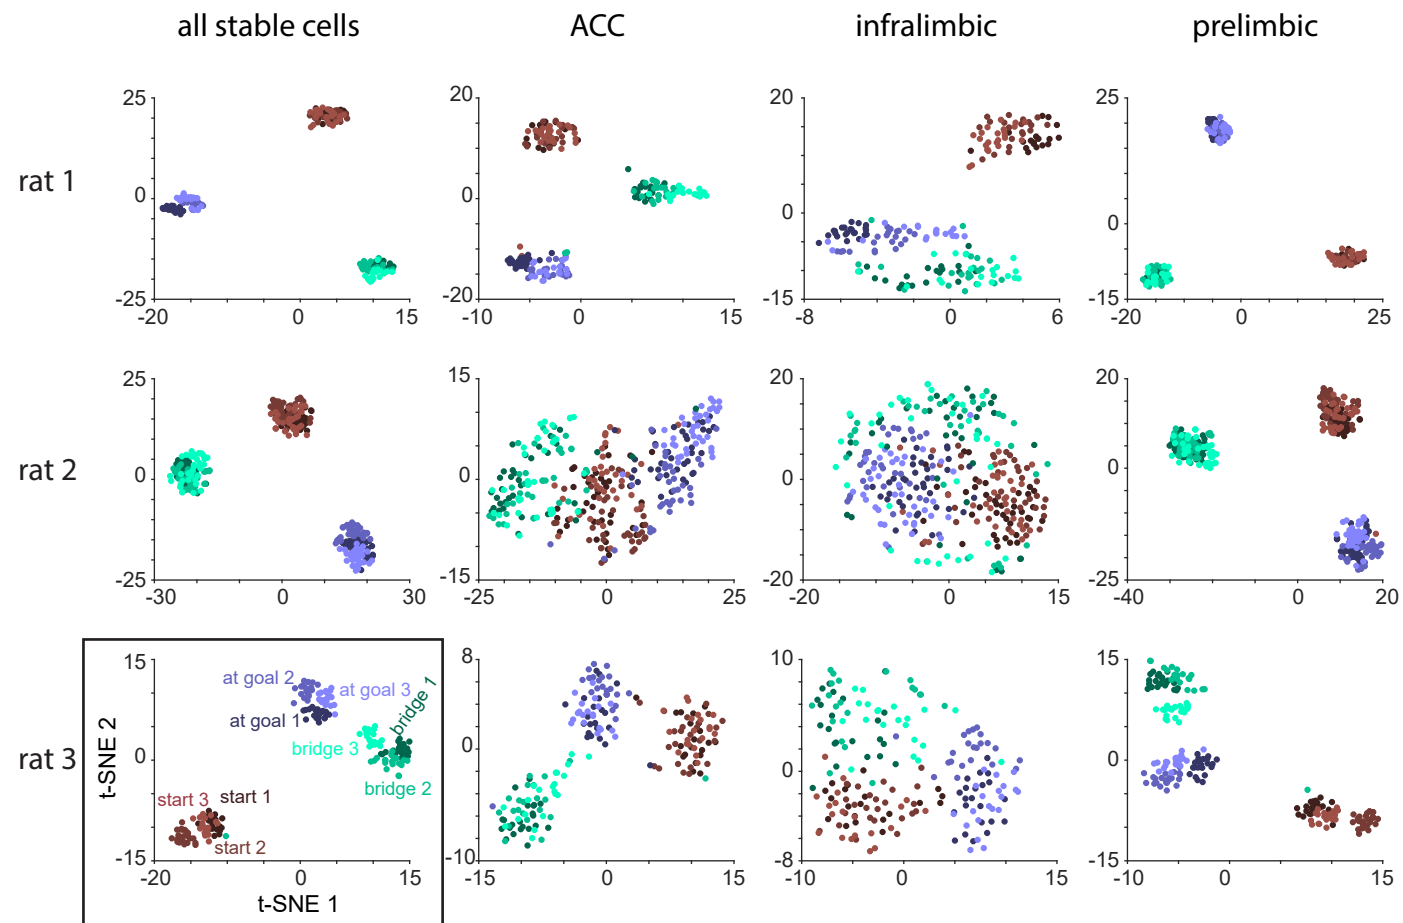 all stable cells ACC infralimbic prelimbic
rat 1
25 20 20 25
0 0 0 0
-25 -20 -15 -15
-20 0 15 -10 0 15 -8 0 6 -20 0 25
rat 2
25 15 20 20
0 0 0 0
-25 -15 -20 -25
-30 0 30 -25 0 25 -20 0 15 -40 0 20
rat 3
15 8 10 15
at goal 2
at goal 3
at goal 1
bridge 1
bridge 3
bridge 2
0 0 0 0
start 3 start 1
start 2
-15 -10 -8 -15
-20 0 15 -15 0 15 -10 0 15 -10 0 15
t-SNE 2
t-SNE 1